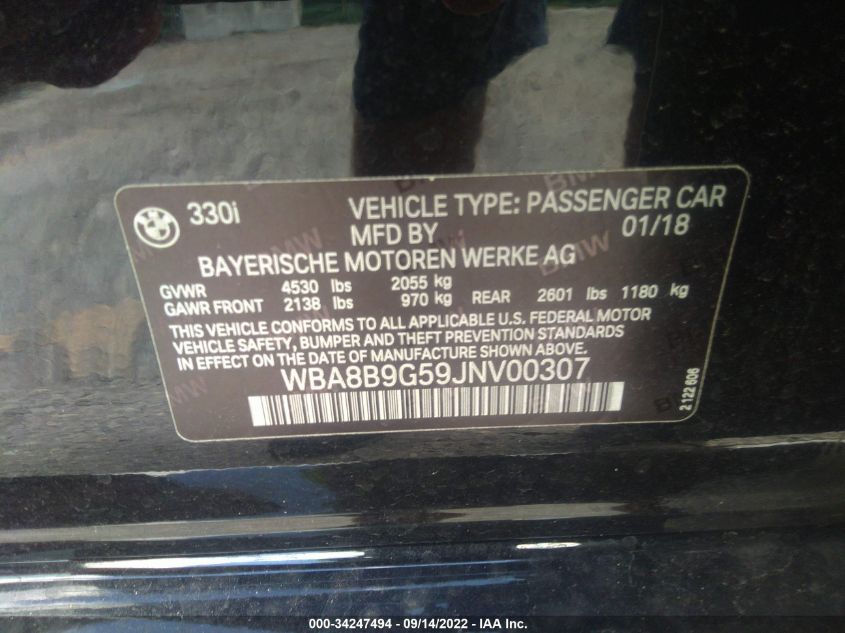 330i VEHICLE TYPE: PASSENGER CAR
MFD BY 01/18
BAYERISCHE MOTOREN WERKE AG
GVWR 4530 lbs 2055 kg
GAWR FRONT 2138 lbs 970 kg REAR 2601 lbs 1180 kg
THIS VEHICLE CONFORMS TO ALL APPLICABLE U.S. FEDERAL MOTOR
VEHICLE SAFETY, BUMPER AND THEFT PREVENTION STANDARDS
IN EFFECT ON THE DATE OF MANUFACTURE SHOWN ABOVE.
WBA8B9G59JNV00307
2 122 606
000-34247494 - 09/14/2022 - IAA Inc.